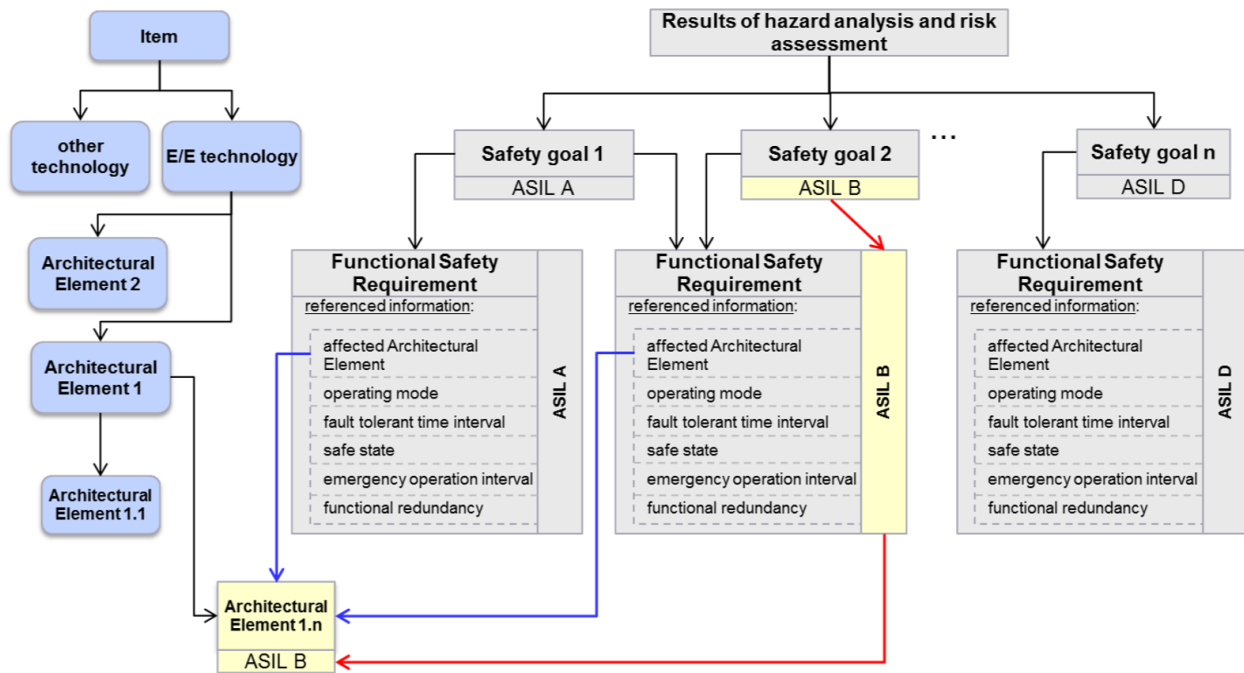 Item
other
technology
E/E technology
Architectural
Element 2
Architectural
Element 1
Architectural
Element 1.1
Results of hazard analysis and risk
assessment
Safety goal 1
ASIL A
Safety goal 2
ASIL B
...
Safety goal n
ASIL D
Functional Safety
Requirement
referenced information:
affected Architectural
Element
operating mode
fault tolerant time interval
safe state
emergency operation interval
functional redundancy
ASIL A
Functional Safety
Requirement
referenced information:
affected Architectural
Element
operating mode
fault tolerant time interval
safe state
emergency operation interval
functional redundancy
ASIL B
Functional Safety
Requirement
referenced information:
affected Architectural
Element
operating mode
fault tolerant time interval
safe state
emergency operation interval
functional redundancy
ASIL D
Architectural
Element 1.n
ASIL B